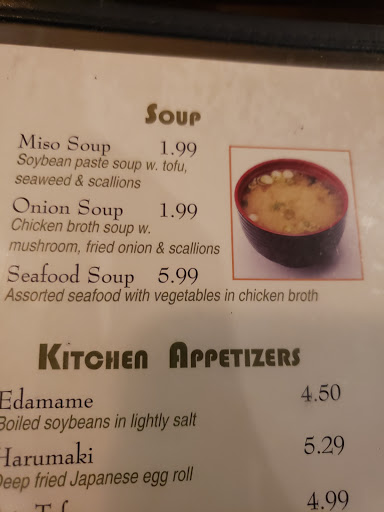 SOUP
Miso Soup 1.99
Soybean paste soup w. tofu,
seaweed & scallions
Onion Soup 1.99
Chicken broth soup w.
mushroom, fried onion & scallions
Seafood Soup 5.99
Assorted seafood with vegetables in chicken broth
KITCHEN APPETIZERS
Edamame 4.50
Boiled soybeans in lightly salt
Harumaki 5.29
Deep fried Japanese egg roll
4.99